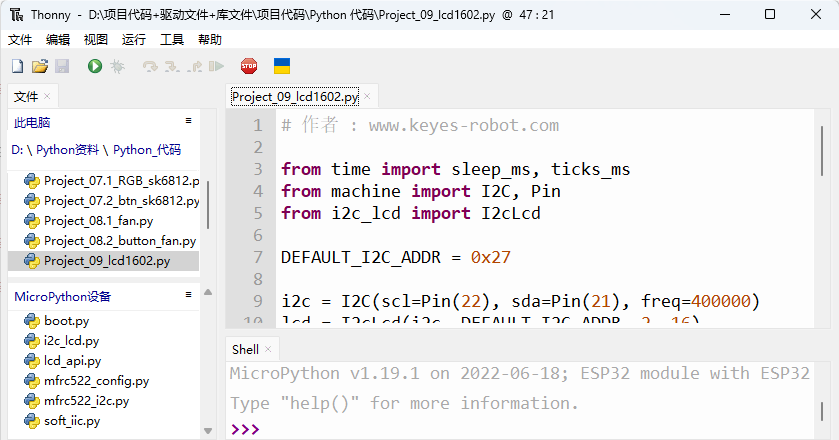 Thonny - D:\项目代码+驱动文件+库文件\项目代码\Python 代码\Project_09_lcd1602.py @ 47 : 21
文件 编辑 视图 运行 工具 帮助
STOP
文件 ×
此电脑 ≡
D: \ Python资料 \ Python_代码
Project_07.1_RGB_sk6812.p
Project_07.2_btn_sk6812.py
Project_08.1_fan.py
Project_08.2_button_fan.py
Project_09_lcd1602.py
MicroPython设备 ≡
boot.py
i2c_lcd.py
lcd_api.py
mfrc522_config.py
mfrc522_i2c.py
soft_iic.py
Project_09_lcd1602.py ×
1 # 作者 : www.keyes-robot.com
2
3 from time import sleep_ms, ticks_ms
4 from machine import I2C, Pin
5 from i2c_lcd import I2cLcd
6
7 DEFAULT_I2C_ADDR = 0x27
8
9 i2c = I2C(scl=Pin(22), sda=Pin(21), freq=400000)
10 lcd = I2cLcd(i2c, DEFAULT_I2C_ADDR, 2, 16)
Shell ×
MicroPython v1.19.1 on 2022-06-18; ESP32 module with ESP32
Type "help()" for more information.
>>>